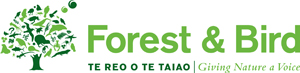 Forest & Bird
TE REO O TE TAIAO | Giving Nature a Voice